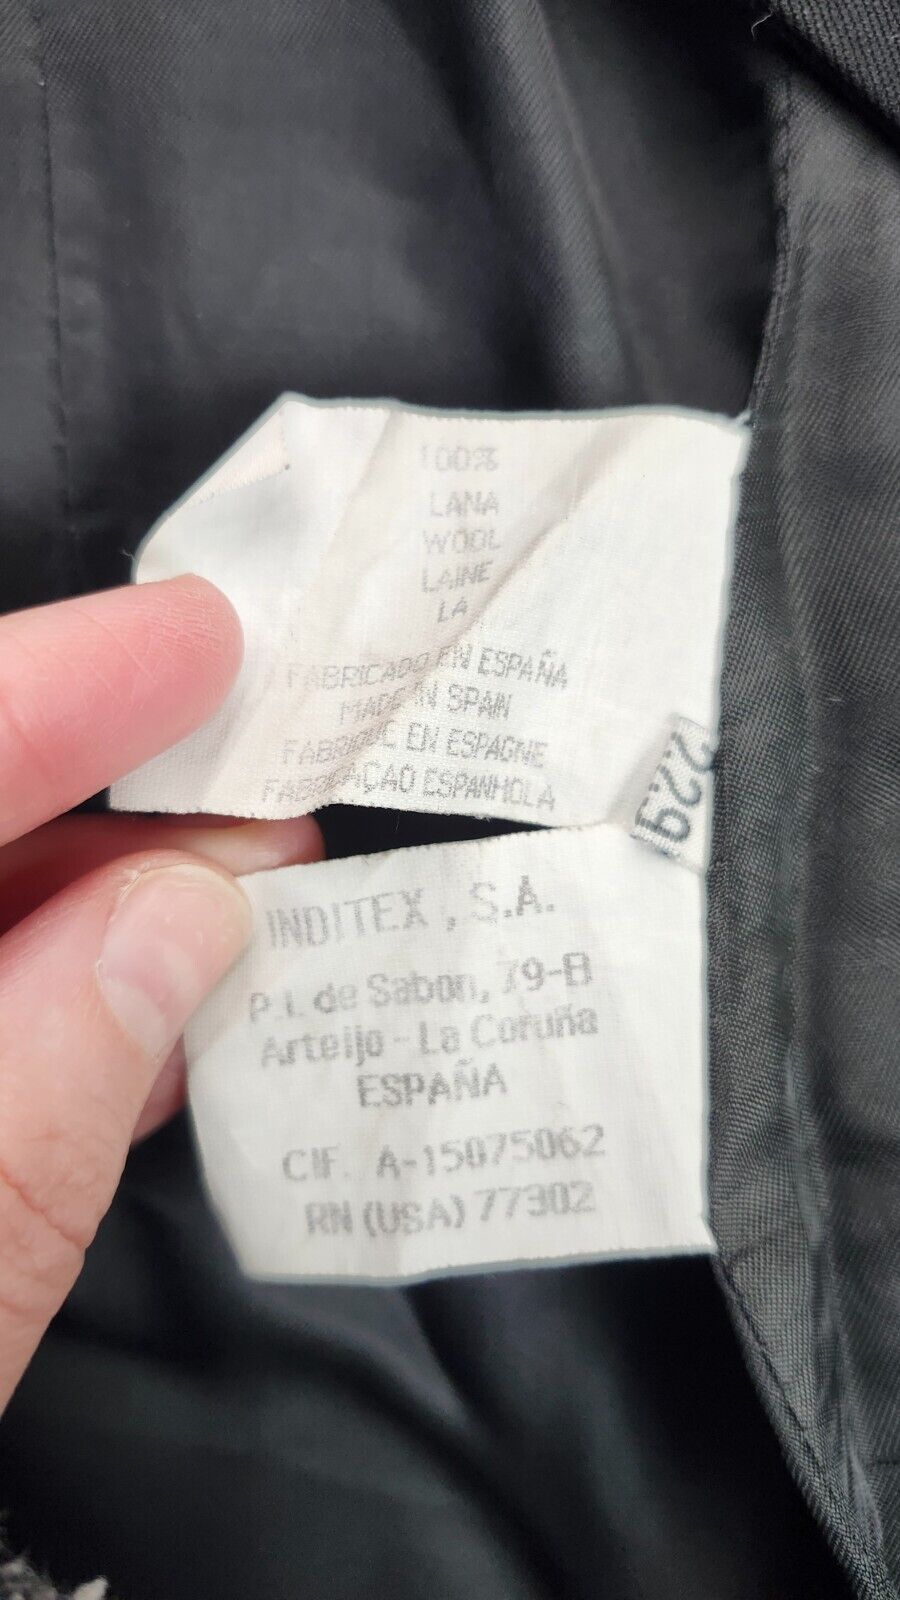 100%
LANA
WOOL
LAINE
LA
FABRICADO EN ESPAÑA
MADE IN SPAIN
FABRIQUE EN ESPAGNE
FABRICAÇAO ESPANHOLA
229
INDITEX, S.A.
P.I. de Sabon, 79-B
Arteijo - La Coruña
ESPAÑA
CIF. A-15075062
RN (USA) 77302